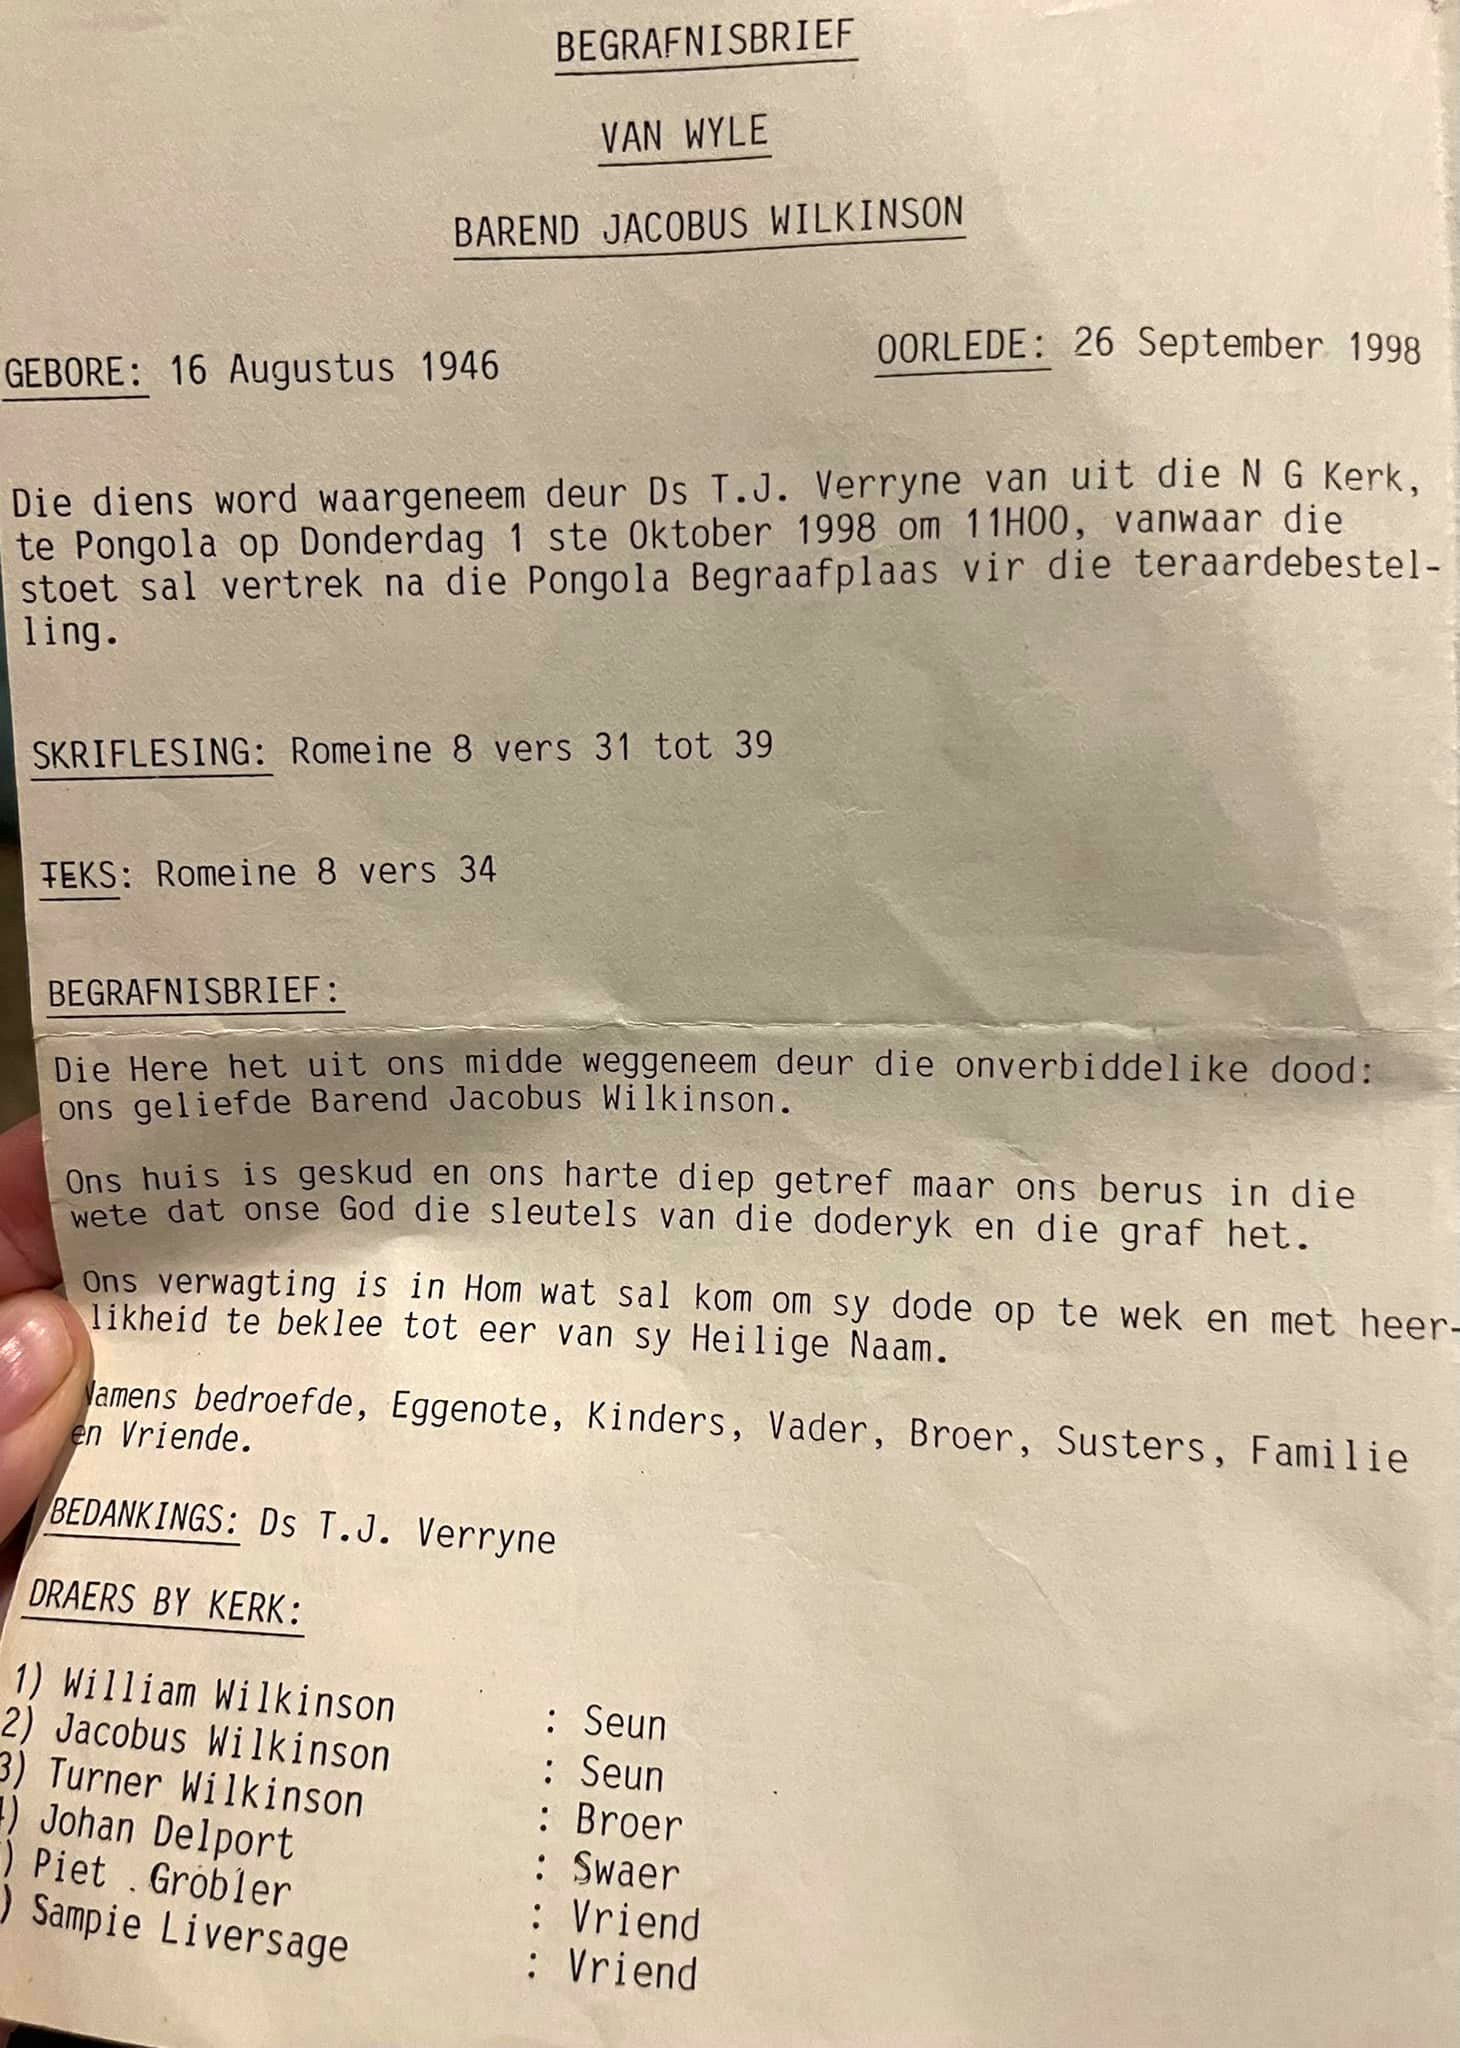 BEGRAFNISBRIEF
VAN WYLE
BAREND JACOBUS WILKINSON
GEBORE: 16 Augustus 1946 OORLEDE: 26 September 1998
Die diens word waargeneem deur Ds T.J. Verryne van uit die N G Kerk,
te Pongola op Donderdag 1 ste Oktober 1998 om 11H00, vanwaar die
stoet sal vertrek na die Pongola Begraafplaas vir die teraardebestel-
ling.
SKRIFLESING: Romeine 8 vers 31 tot 39
TEKS: Romeine 8 vers 34
BEGRAFNISBRIEF:
Die Here het uit ons midde weggeneem deur die onverbiddelike dood:
ons geliefde Barend Jacobus Wilkinson.
Ons huis is geskud en ons harte diep getref maar ons berus in die
wete dat onse God die sleutels van die doderyk en die graf het.
Ons verwagting is in Hom wat sal kom om sy dode op te wek en met heer-
likheid te beklee tot eer van sy Heilige Naam.
Namens bedroefde, Eggenote, Kinders, Vader, Broer, Susters, Familie
en Vriende.
BEDANKINGS: Ds T.J. Verryne
DRAERS BY KERK:
1) William Wilkinson : Seun
2) Jacobus Wilkinson : Seun
3) Turner Wilkinson : Broer
4) Johan Delport : Swaer
) Piet Grobler : Vriend
) Sampie Liversage : Vriend